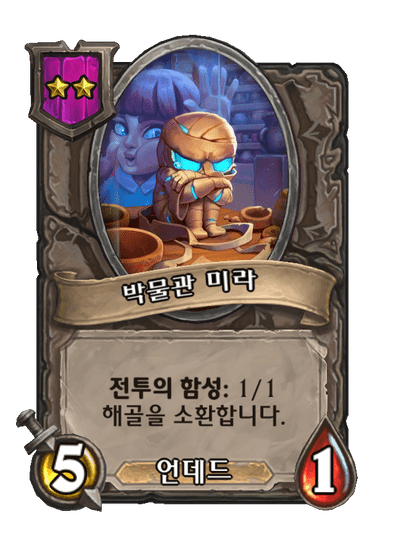 박물관 미라
전투의 함성: 1/1
해골을 소환합니다.
5
언데드
1